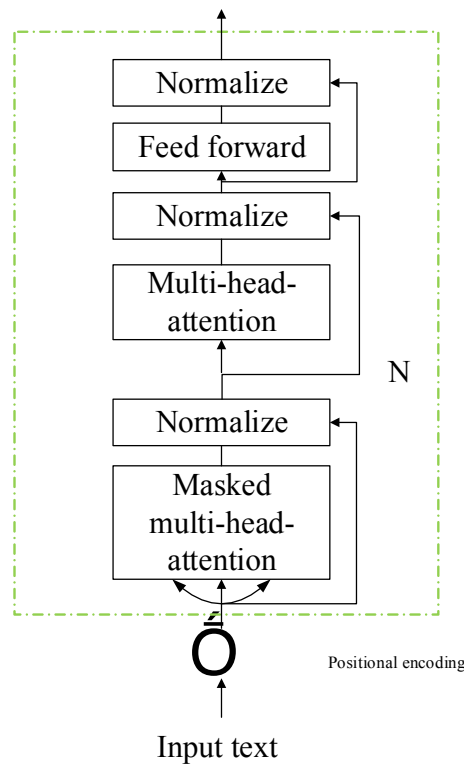 Normalize
Feed forward
Normalize
Multi-head-
attention
N
Normalize
Masked
multi-head-
attention
Positional encoding
Input text